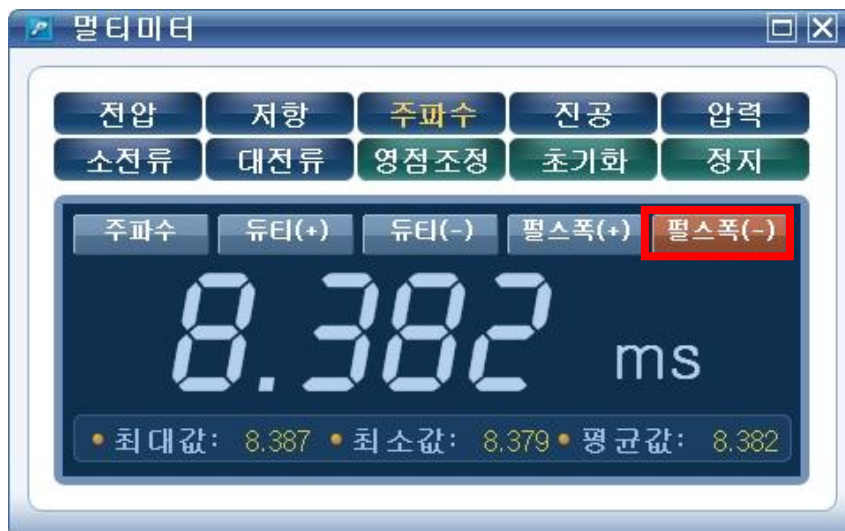 멀티미터
전압 저항 주파수 진공 압력
소전류 대전류 영점조정 초기화 정지
주파수 듀티(+) 듀티(-) 펄스폭(+) 펄스폭(-)
8.382 ms
최대값: 8.387 최소값: 8.379 평균값: 8.382